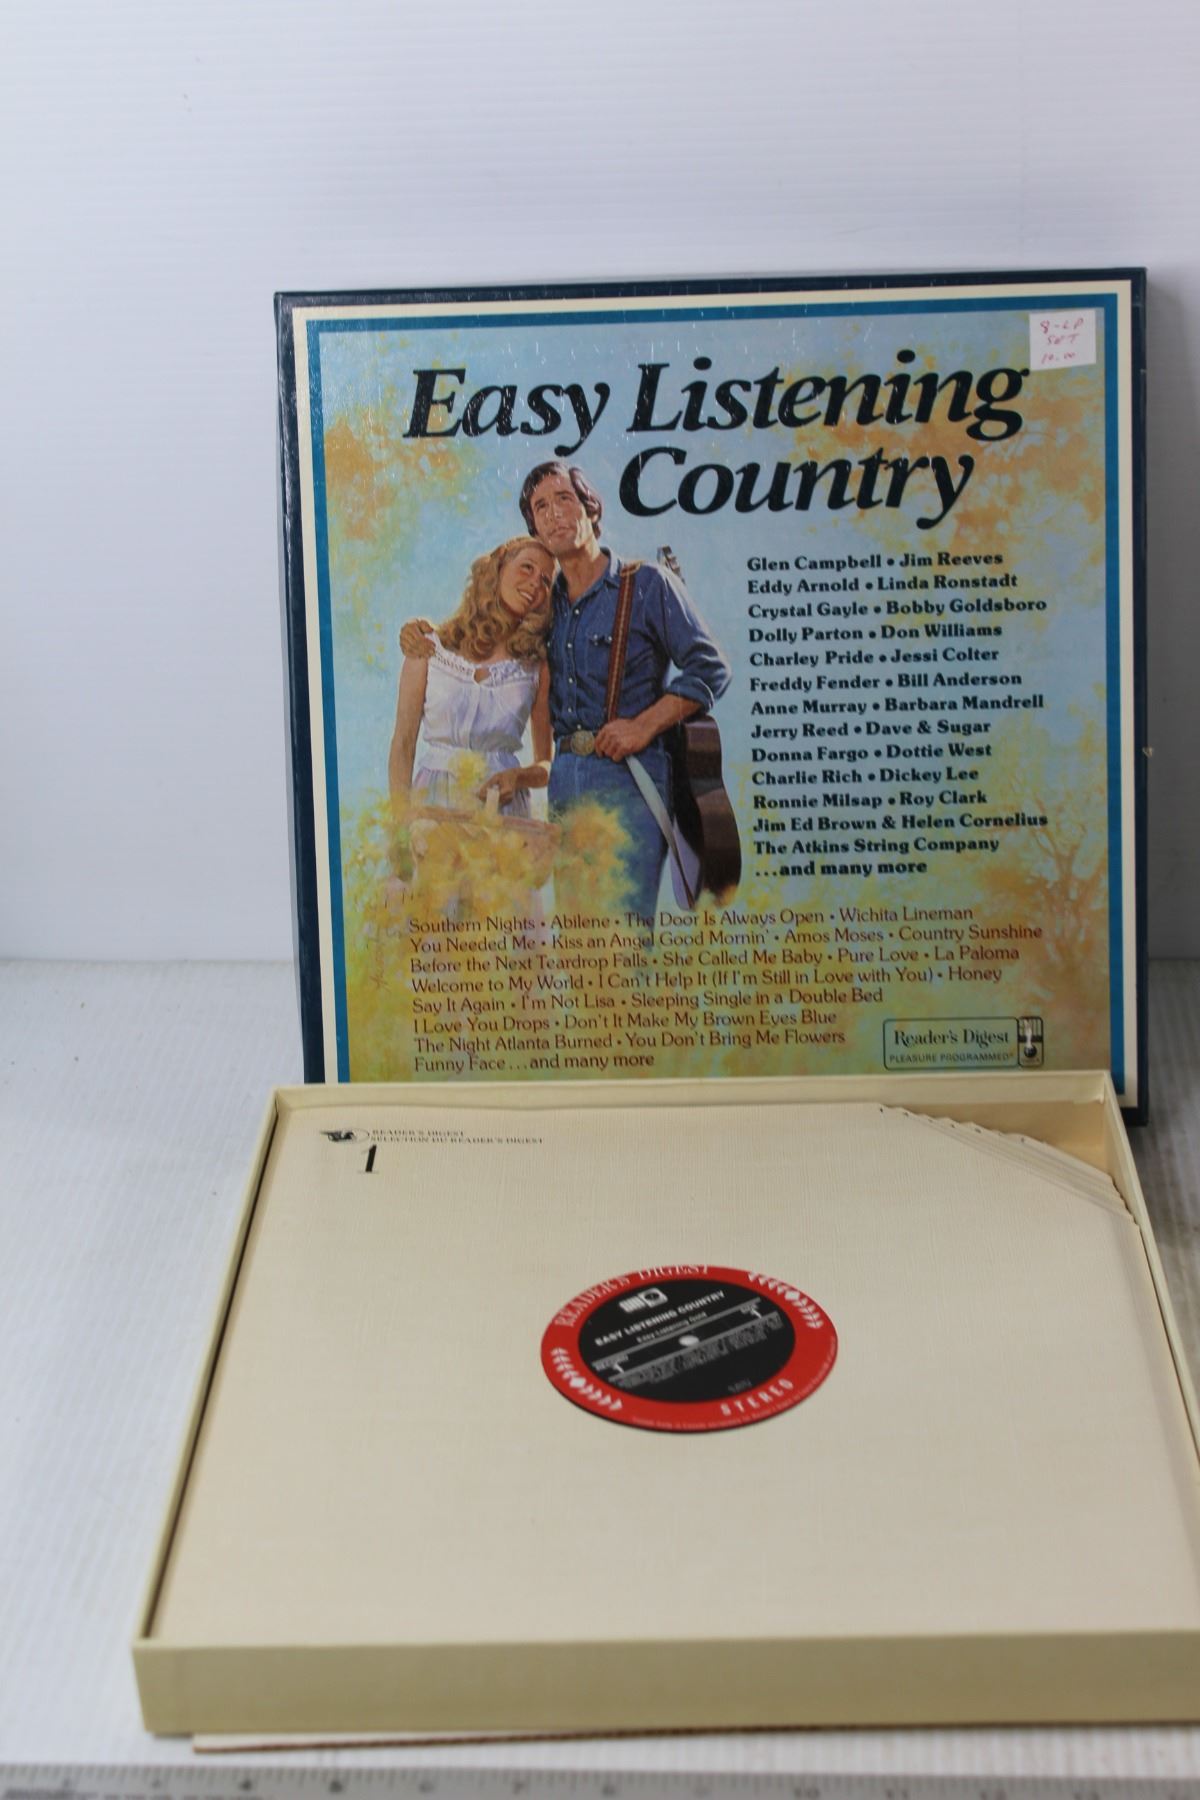 8-LP
SET
Easy Listening
Country
Glen Campbell • Jim Reeves
Eddy Arnold • Linda Ronstadt
Crystal Gayle • Bobby Goldsboro
Dolly Parton • Don Williams
Charley Pride • Jessi Colter
Freddy Fender • Bill Anderson
Anne Murray • Barbara Mandrell
Jerry Reed • Dave & Sugar
Donna Fargo • Dottie West
Charlie Rich • Dickey Lee
Ronnie Milsap • Roy Clark
Jim Ed Brown & Helen Cornelius
The Atkins String Company
...and many more
Southern Nights • Abilene • The Door Is Always Open • Wichita Lineman
You Needed Me • Kiss an Angel Good Mornin' • Amos Moses • Country Sunshine
Before the Next Teardrop Falls • She Called Me Baby • Pure Love • La Paloma
Welcome to My World • I Can't Help It (If I'm Still in Love with You) • Honey
Say It Again • I'm Not Lisa • Sleeping Single in a Double Bed
I Love You Drops • Don't It Make My Brown Eyes Blue
The Night Atlanta Burned • You Don't Bring Me Flowers
Funny Face ... and many more
Reader's Digest
PLEASURE PROGRAMMED®
READER'S DIGEST
SÉLECTION DU READER'S DIGEST
1
READER'S DIGEST
EASY LISTENING COUNTRY
Easy Listening Gold
1
1
STEREO